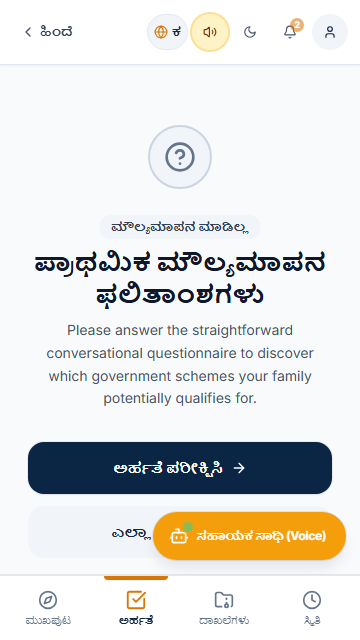 ಹಿಂದೆ
ಕ
2
ಮೌಲ್ಯಮಾಪನ ಮಾಡಿಲ್ಲ
ಪ್ರಾಥಮಿಕ ಮೌಲ್ಯಮಾಪನ
ಫಲಿತಾಂಶಗಳು
Please answer the straightforward
conversational questionnaire to discover
which government schemes your family
potentially qualifies for.
ಅರ್ಹತೆ ಪರೀಕ್ಷಿಸಿ
ಎಲ್ಲಾ
ಸಹಾಯಕ ಸಾಥಿ (Voice)
ಮುಖಪುಟ
ಅರ್ಹತೆ
ದಾಖಲೆಗಳು
ಸ್ಥಿತಿ